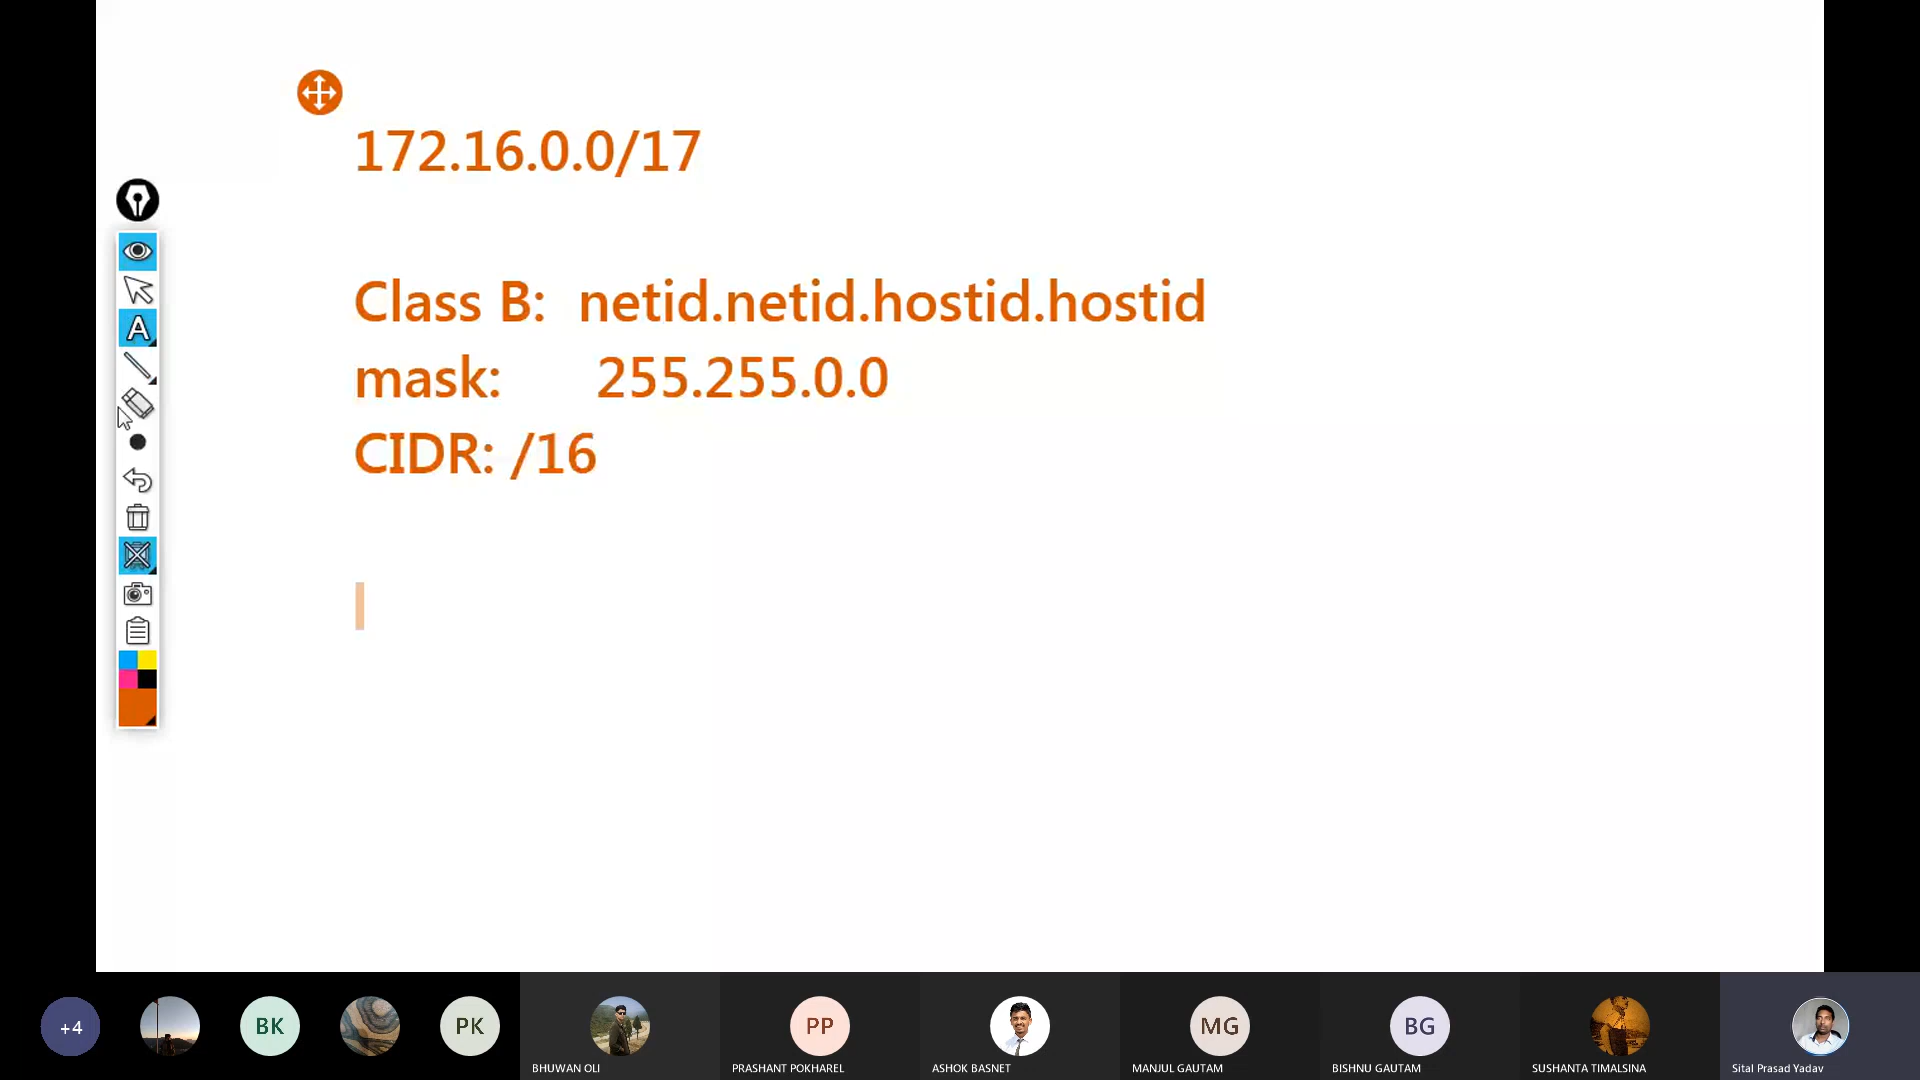 172.16.0.0/17
Class B: netid.netid.hostid.hostid
mask: 255.255.0.0
CIDR: /16
A
+4
BK
PK
BHUWAN OLI
PP
PRASHANT POKHAREL
ASHOK BASNET
MG
MANJUL GAUTAM
BG
BISHNU GAUTAM
SUSHANTA TIMALSINA
Sital Prasad Yadav